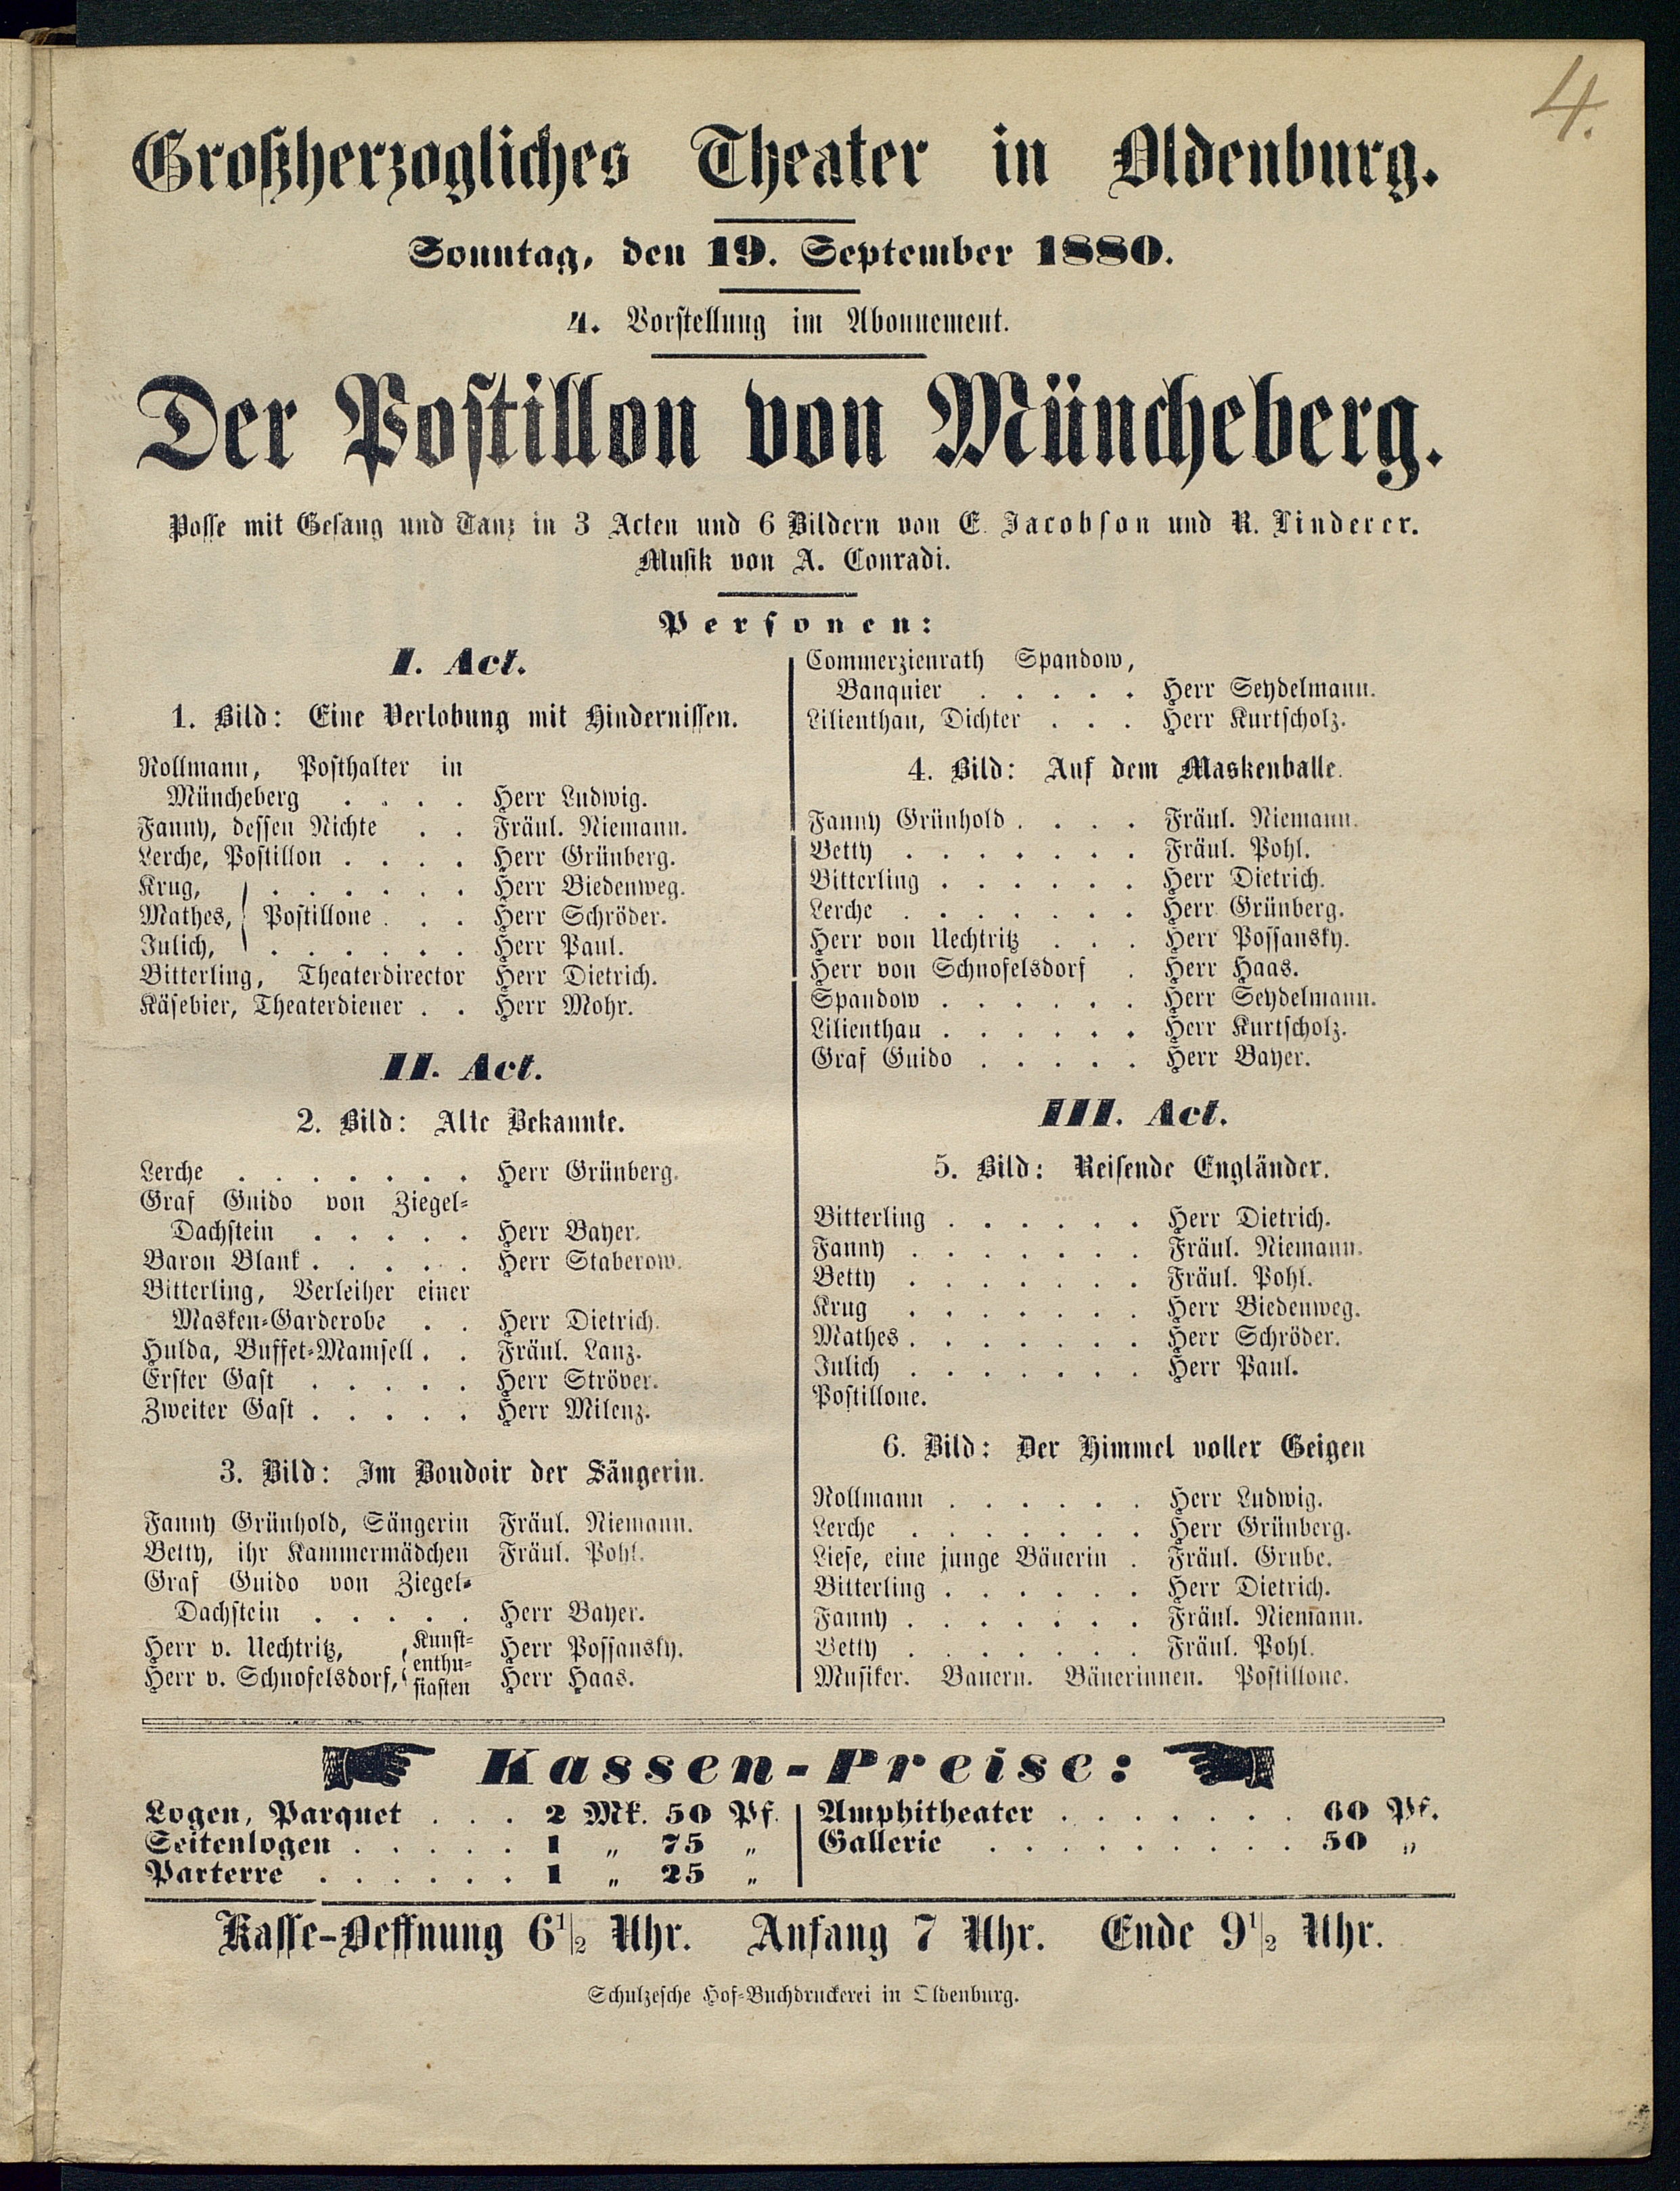 4.
Großherzogliches Theater in Oldenburg.
Sonntag, den 19. September 1880.
4. Vorstellung im Abonnement.
Der Postillon von Müncheberg.
Posse mit Gesang und Tanz in 3 Acten und 6 Bildern von E. Jacobson und R. Linderer.
Musik von A. Conradi.
Personen:
I. Act.
1. Bild: Eine Verlobung mit Hindernissen.
Rollmann, Posthalter in
Müncheberg . . . . Herr Ludwig.
Fanny, dessen Nichte . . Fräul. Niemann.
Lerche, Postillon . . . . Herr Grünberg.
Krug, . . . . . . Herr Biedenweg.
Mathes, Postillone . . . Herr Schröder.
Julich, . . . . . . Herr Paul.
Bitterling, Theaterdirector Herr Dietrich.
Käsebier, Theaterdiener . . Herr Mohr.
II. Act.
2. Bild: Alte Bekannte.
Lerche . . . . . . . Herr Grünberg.
Graf Guido von Ziegel-
Dachstein . . . . . Herr Bayer.
Baron Blank . . . . . Herr Staberow.
Bitterling, Verleiher einer
Masken-Garderobe . . Herr Dietrich.
Hulda, Buffet-Mamsell . . Fräul. Lanz.
Erster Gast . . . . . Herr Ströver.
Zweiter Gast . . . . . Herr Milenz.
3. Bild: Im Boudoir der Sängerin.
Fanny Grünhold, Sängerin Fräul. Niemann.
Betty, ihr Kammermädchen Fräul. Pohl.
Graf Guido von Ziegel-
Dachstein . . . . . Herr Bayer.
Herr v. Uechtritz, Kunst- Herr Possansky.
enthu-
Herr v. Schnofelsdorf, siasten Herr Haas.
Commerzienrath Spandow,
Banquier . . . . . Herr Seydelmann.
Lilienthau, Dichter . . . Herr Kurtscholz.
4. Bild: Auf dem Maskenballe.
Fanny Grünhold . . . . Fräul. Niemann.
Betty . . . . . . . Fräul. Pohl.
Bitterling . . . . . . Herr Dietrich.
Lerche . . . . . . . Herr Grünberg.
Herr von Uechtritz . . . Herr Possansky.
Herr von Schnofelsdorf . Herr Haas.
Spandow . . . . . . Herr Seydelmann.
Lilienthau . . . . . . Herr Kurtscholz.
Graf Guido . . . . . Herr Bayer.
III. Act.
5. Bild: Reisende Engländer.
Bitterling . . . . . . Herr Dietrich.
Fanny . . . . . . . Fräul. Niemann.
Betty . . . . . . . Fräul. Pohl.
Krug . . . . . . . Herr Biedenweg.
Mathes . . . . . . . Herr Schröder.
Julich . . . . . . . Herr Paul.
Postillone.
6. Bild: Der Himmel voller Geigen
Rollmann . . . . . . Herr Ludwig.
Lerche . . . . . . . Herr Grünberg.
Liese, eine junge Bäuerin . Fräul. Grube.
Bitterling . . . . . . Herr Dietrich.
Fanny . . . . . . . Fräul. Niemann.
Betty . . . . . . . Fräul. Pohl.
Musiker. Bauern. Bäuerinnen. Postillone.
Kassen-Preise:
Logen, Parquet . . . 2 Mk. 50 Pf.
Seitenlogen . . . . . 1 „ 75 „
Parterre . . . . . . 1 „ 25 „
Amphitheater . . . . . . . 60 Pf.
Gallerie . . . . . . . . . 50 „
Kasse-Oeffnung 6 1/2 Uhr. Anfang 7 Uhr. Ende 9 1/2 Uhr.
Schulzesche Hof-Buchdruckerei in Oldenburg.